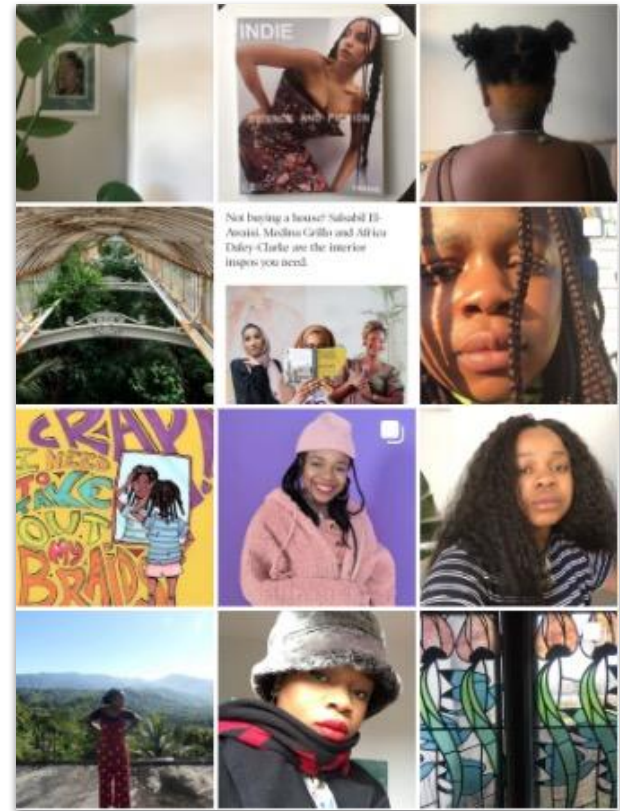 INDIE
SCIENCE AND FICTION
Not buying a house? Salsabil El-
Awaisi, Medina Grillo and Africa
Daley-Clarke are the interior
inspos you need.
CRAP!
I NEED
TO
TAKE
OUT
MY
BRAIDS